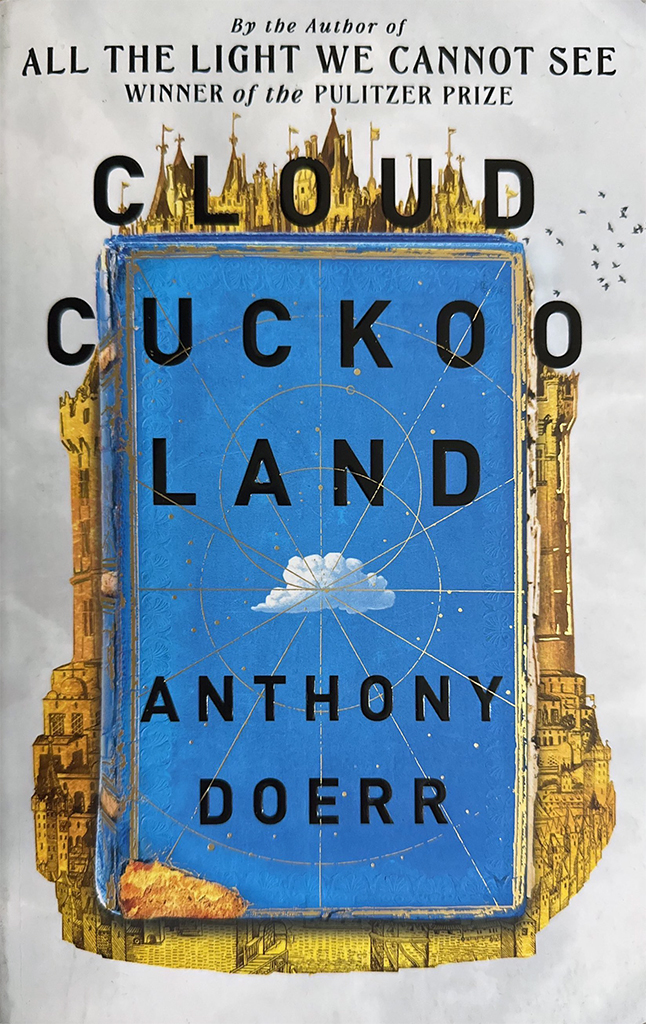 By the Author of
ALL THE LIGHT WE CANNOT SEE
WINNER of the PULITZER PRIZE
CLOUD
CUCKOO
LAND
ANTHONY
DOERR